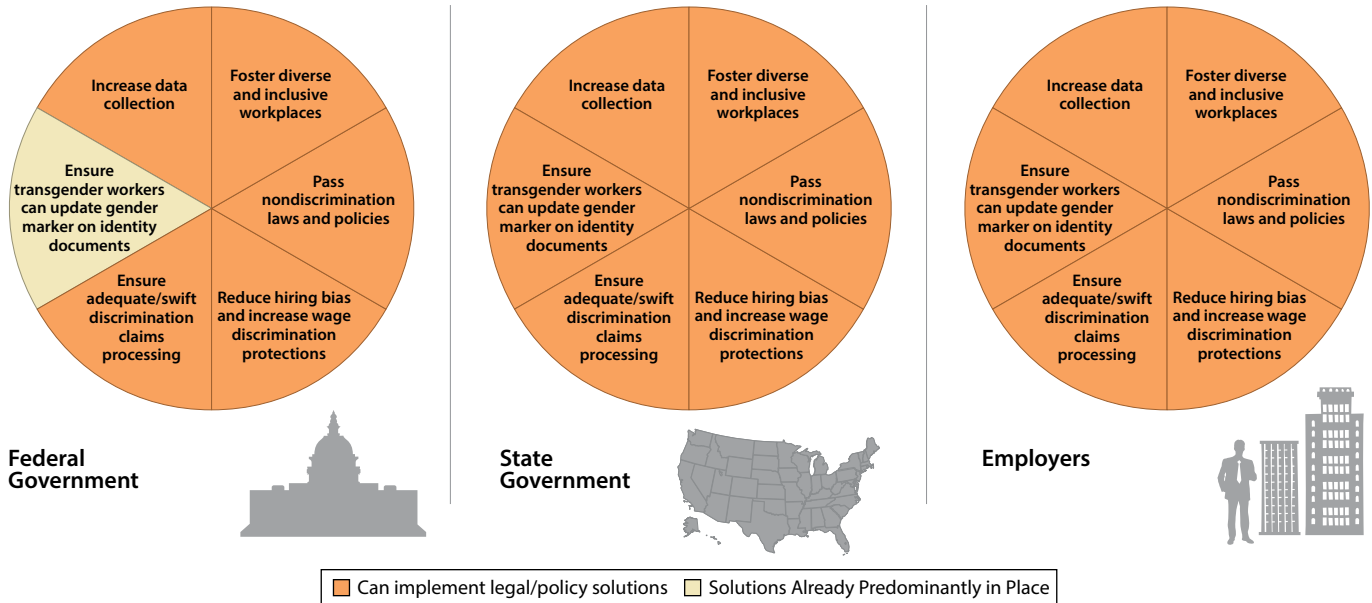 Increase data
collection
Foster diverse
and inclusive
workplaces
Ensure
transgender workers
can update gender
marker on identity
documents
Pass
nondiscrimination
laws and policies
Ensure
adequate/swift
discrimination
claims
processing
Reduce hiring bias
and increase wage
discrimination
protections
Federal
Government
Increase data
collection
Foster diverse
and inclusive
workplaces
Ensure
transgender workers
can update gender
marker on identity
documents
Pass
nondiscrimination
laws and policies
Ensure
adequate/swift
discrimination
claims
processing
Reduce hiring bias
and increase wage
discrimination
protections
State
Government
Increase data
collection
Foster diverse
and inclusive
workplaces
Ensure
transgender workers
can update gender
marker on identity
documents
Pass
nondiscrimination
laws and policies
Ensure
adequate/swift
discrimination
claims
processing
Reduce hiring bias
and increase wage
discrimination
protections
Employers
Can implement legal/policy solutions
Solutions Already Predominantly in Place